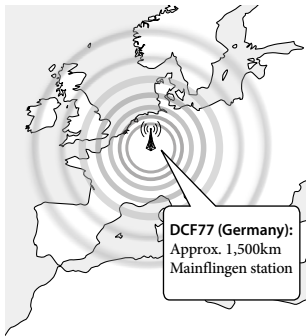 DCF77 (Germany):
Approx. 1,500km
Mainflingen station